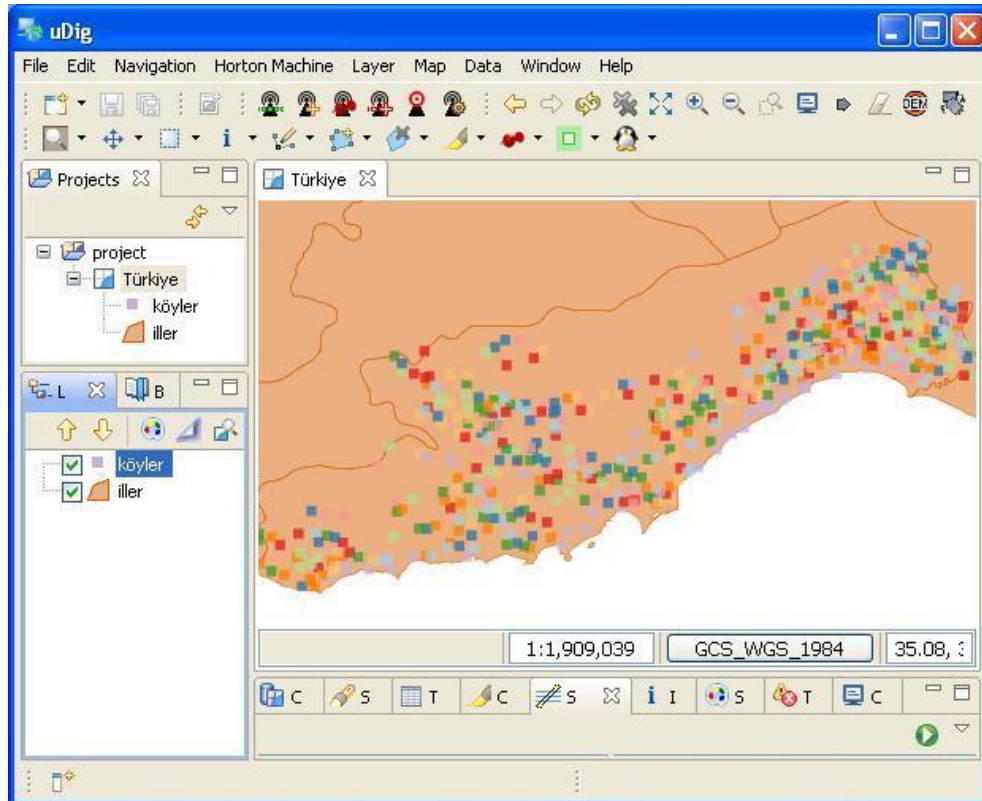 uDig
File Edit Navigation Horton Machine Layer Map Data Window Help
DEM
i
Projects
Türkiye
project
Türkiye
köyler
iller
L B
köyler
iller
1:1,909,039 GCS_WGS_1984 35.08,
C S T C S i I S T C